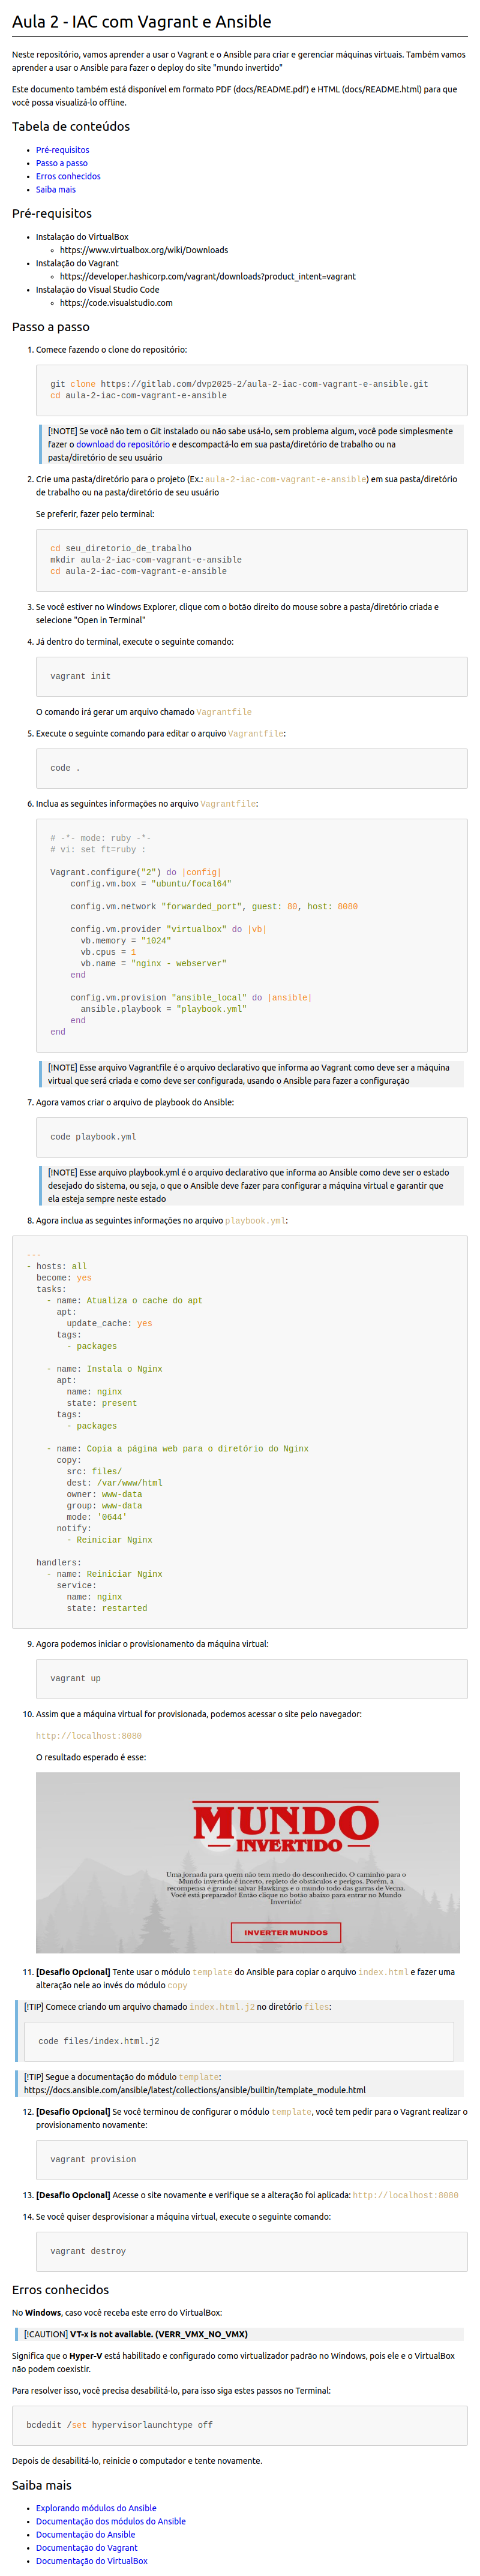 Aula 2 - IAC com Vagrant e Ansible
Neste repositório, vamos aprender a usar o Vagrant e o Ansible para criar e gerenciar máquinas virtuais. Também vamos
aprender a usar o Ansible para fazer o deploy do site "mundo invertido"
Este documento também está disponível em formato PDF (docs/README.pdf) e HTML (docs/README.html) para que
você possa visualizá-lo offline.
Tabela de conteúdos
• Pré-requisitos
• Passo a passo
• Erros conhecidos
• Saiba mais
Pré-requisitos
• Instalação do VirtualBox
◦ https://www.virtualbox.org/wiki/Downloads
• Instalação do Vagrant
◦ https://developer.hashicorp.com/vagrant/downloads?product_intent=vagrant
• Instalação do Visual Studio Code
◦ https://code.visualstudio.com
Passo a passo
1. Comece fazendo o clone do repositório:
git clone https://gitlab.com/dvp2025-2/aula-2-iac-com-vagrant-e-ansible.git
cd aula-2-iac-com-vagrant-e-ansible
[!NOTE] Se você não tem o Git instalado ou não sabe usá-lo, sem problema algum, você pode simplesmente
fazer o download do repositório e descompactá-lo em sua pasta/diretório de trabalho ou na
pasta/diretório de seu usuário
2. Crie uma pasta/diretório para o projeto (Ex.: aula-2-iac-com-vagrant-e-ansible) em sua pasta/diretório
de trabalho ou na pasta/diretório de seu usuário
Se preferir, fazer pelo terminal:
cd seu_diretorio_de_trabalho
mkdir aula-2-iac-com-vagrant-e-ansible
cd aula-2-iac-com-vagrant-e-ansible
3. Se você estiver no Windows Explorer, clique com o botão direito do mouse sobre a pasta/diretório criada e
selecione "Open in Terminal"
4. Já dentro do terminal, execute o seguinte comando:
vagrant init
O comando irá gerar um arquivo chamado Vagrantfile
5. Execute o seguinte comando para editar o arquivo Vagrantfile:
code .
6. Inclua as seguintes informações no arquivo Vagrantfile:
# -*- mode: ruby -*-
# vi: set ft=ruby :
Vagrant.configure("2") do |config|
config.vm.box = "ubuntu/focal64"
config.vm.network "forwarded_port", guest: 80, host: 8080
config.vm.provider "virtualbox" do |vb|
vb.memory = "1024"
vb.cpus = 1
vb.name = "nginx - webserver"
end
config.vm.provision "ansible_local" do |ansible|
ansible.playbook = "playbook.yml"
end
end
[!NOTE] Esse arquivo Vagrantfile é o arquivo declarativo que informa ao Vagrant como deve ser a máquina
virtual que será criada e como deve ser configurada, usando o Ansible para fazer a configuração
7. Agora vamos criar o arquivo de playbook do Ansible:
code playbook.yml
[!NOTE] Esse arquivo playbook.yml é o arquivo declarativo que informa ao Ansible como deve ser o estado
desejado do sistema, ou seja, o que o Ansible deve fazer para configurar a máquina virtual e garantir que
ela esteja sempre neste estado
8. Agora inclua as seguintes informações no arquivo playbook.yml:
---
- hosts: all
become: yes
tasks:
- name: Atualiza o cache do apt
apt:
update_cache: yes
tags:
- packages
- name: Instala o Nginx
apt:
name: nginx
state: present
tags:
- packages
- name: Copia a página web para o diretório do Nginx
copy:
src: files/
dest: /var/www/html
owner: www-data
group: www-data
mode: '0644'
notify:
- Reiniciar Nginx
handlers:
- name: Reiniciar Nginx
service:
name: nginx
state: restarted
9. Agora podemos iniciar o provisionamento da máquina virtual:
vagrant up
10. Assim que a máquina virtual for provisionada, podemos acessar o site pelo navegador:
http://localhost:8080
O resultado esperado é esse:
MUNDO
INVERTIDO
Uma jornada para quem não tem medo do desconhecido. O caminho para o
Mundo invertido é incerto, repleto de obstáculos e perigos. Porém, a
recompensa é grande: salvar Hawkings e o mundo todo das garras de Vecna.
Você está preparado? Então clique no botão abaixo para entrar no Mundo
Invertido!
INVERTER MUNDOS
11. [Desafio Opcional] Tente usar o módulo template do Ansible para copiar o arquivo index.html e fazer uma
alteração nele ao invés do módulo copy
[!TIP] Comece criando um arquivo chamado index.html.j2 no diretório files:
code files/index.html.j2
[!TIP] Segue a documentação do módulo template:
https://docs.ansible.com/ansible/latest/collections/ansible/builtin/template_module.html
12. [Desafio Opcional] Se você terminou de configurar o módulo template, você tem pedir para o Vagrant realizar o
provisionamento novamente:
vagrant provision
13. [Desafio Opcional] Acesse o site novamente e verifique se a alteração foi aplicada: http://localhost:8080
14. Se você quiser desprovisionar a máquina virtual, execute o seguinte comando:
vagrant destroy
Erros conhecidos
No Windows, caso você receba este erro do VirtualBox:
[!CAUTION] VT-x is not available. (VERR_VMX_NO_VMX)
Significa que o Hyper-V está habilitado e configurado como virtualizador padrão no Windows, pois ele e o VirtualBox
não podem coexistir.
Para resolver isso, você precisa desabilitá-lo, para isso siga estes passos no Terminal:
bcdedit /set hypervisorlaunchtype off
Depois de desabilitá-lo, reinicie o computador e tente novamente.
Saiba mais
• Explorando módulos do Ansible
• Documentação dos módulos do Ansible
• Documentação do Ansible
• Documentação do Vagrant
• Documentação do VirtualBox